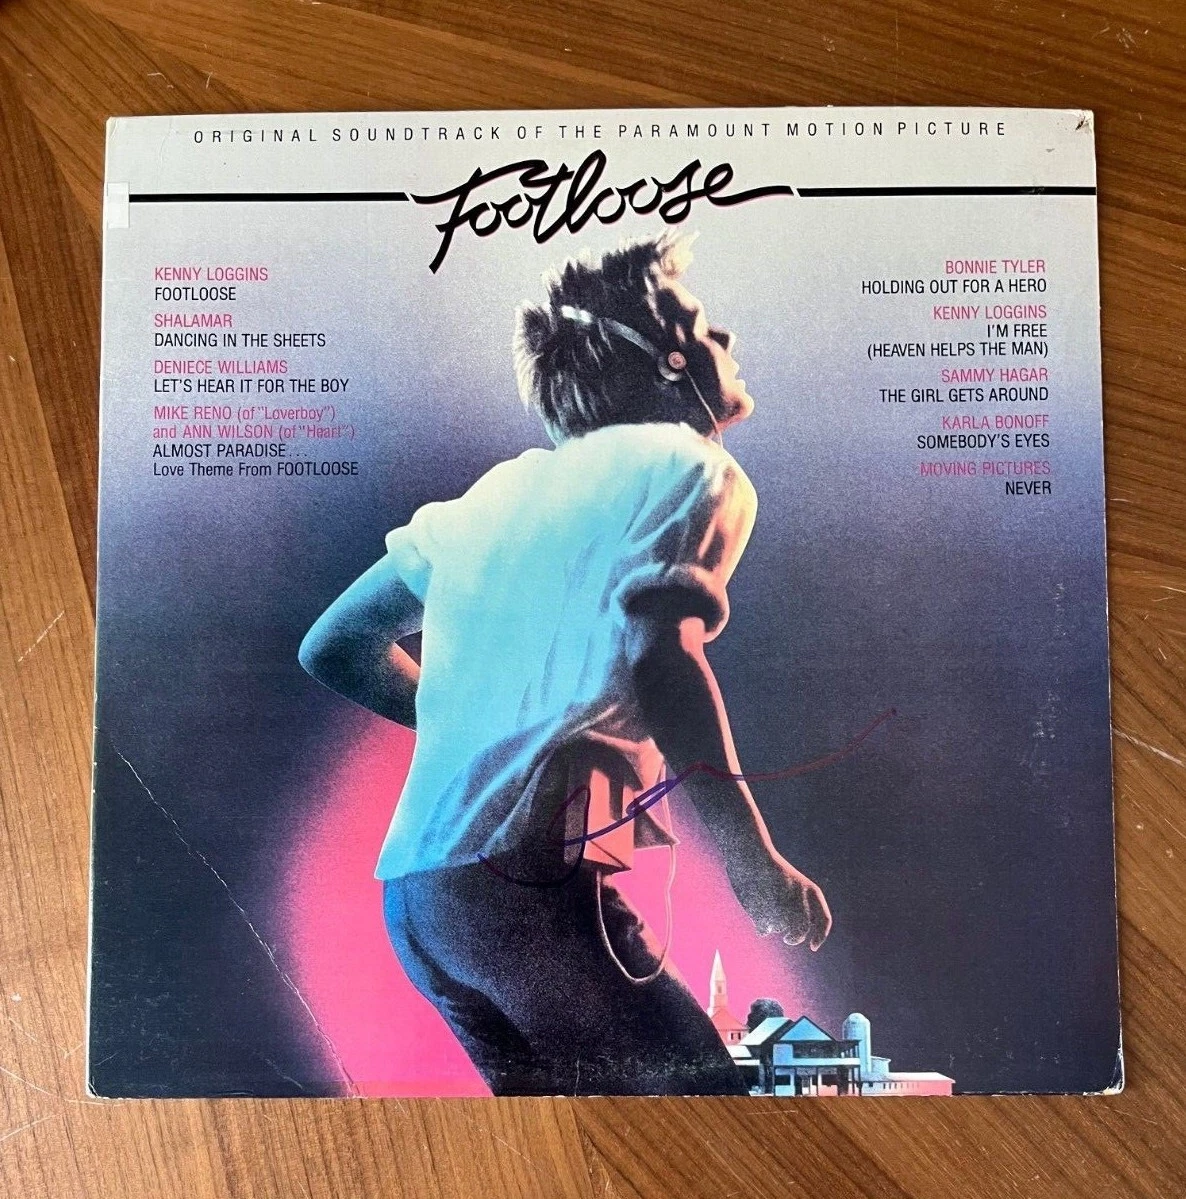 ORIGINAL SOUNDTRACK OF THE PARAMOUNT MOTION PICTURE
Footloose
KENNY LOGGINS
FOOTLOOSE
SHALAMAR
DANCING IN THE SHEETS
DENIECE WILLIAMS
LET'S HEAR IT FOR THE BOY
MIKE RENO (of "Loverboy")
and ANN WILSON (of "Heart")
ALMOST PARADISE...
Love Theme From FOOTLOOSE
BONNIE TYLER
HOLDING OUT FOR A HERO
KENNY LOGGINS
I'M FREE
(HEAVEN HELPS THE MAN)
SAMMY HAGAR
THE GIRL GETS AROUND
KARLA BONOFF
SOMEBODY'S EYES
MOVING PICTURES
NEVER